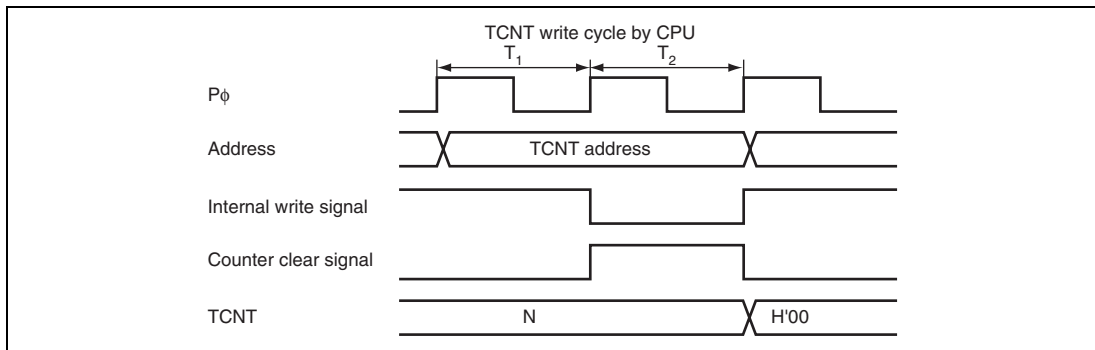 TCNT write cycle by CPU
T1 T2
Pϕ
Address TCNT address
Internal write signal
Counter clear signal
TCNT N H'00